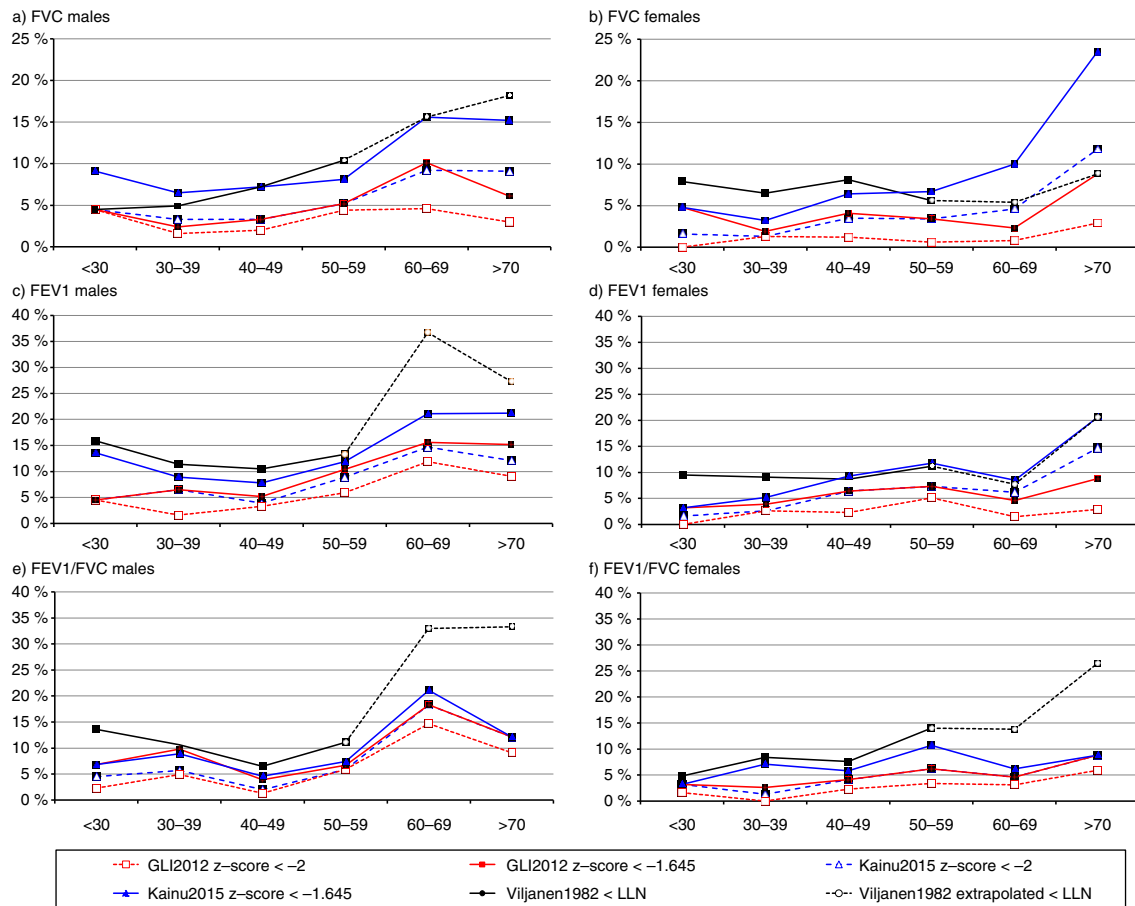 a) FVC males
25 %
20 %
15 %
10 %
5 %
0 %
<30 30–39 40–49 50–59 60–69 >70
b) FVC females
25 %
20 %
15 %
10 %
5 %
0 %
<30 30–39 40–49 50–59 60–69 >70
c) FEV1 males
40 %
35 %
30 %
25 %
20 %
15 %
10 %
5 %
0 %
<30 30–39 40–49 50–59 60–69 >70
d) FEV1 females
40 %
35 %
30 %
25 %
20 %
15 %
10 %
5 %
0 %
<30 30–39 40–49 50–59 60–69 >70
e) FEV1/FVC males
40 %
35 %
30 %
25 %
20 %
15 %
10 %
5 %
0 %
<30 30–39 40–49 50–59 60–69 >70
f) FEV1/FVC females
40 %
35 %
30 %
25 %
20 %
15 %
10 %
5 %
0 %
<30 30–39 40–49 50–59 60–69 >70
GLI2012 z–score < –2
GLI2012 z–score < –1.645
Kainu2015 z–score < –2
Kainu2015 z–score < –1.645
Viljanen1982 < LLN
Viljanen1982 extrapolated < LLN